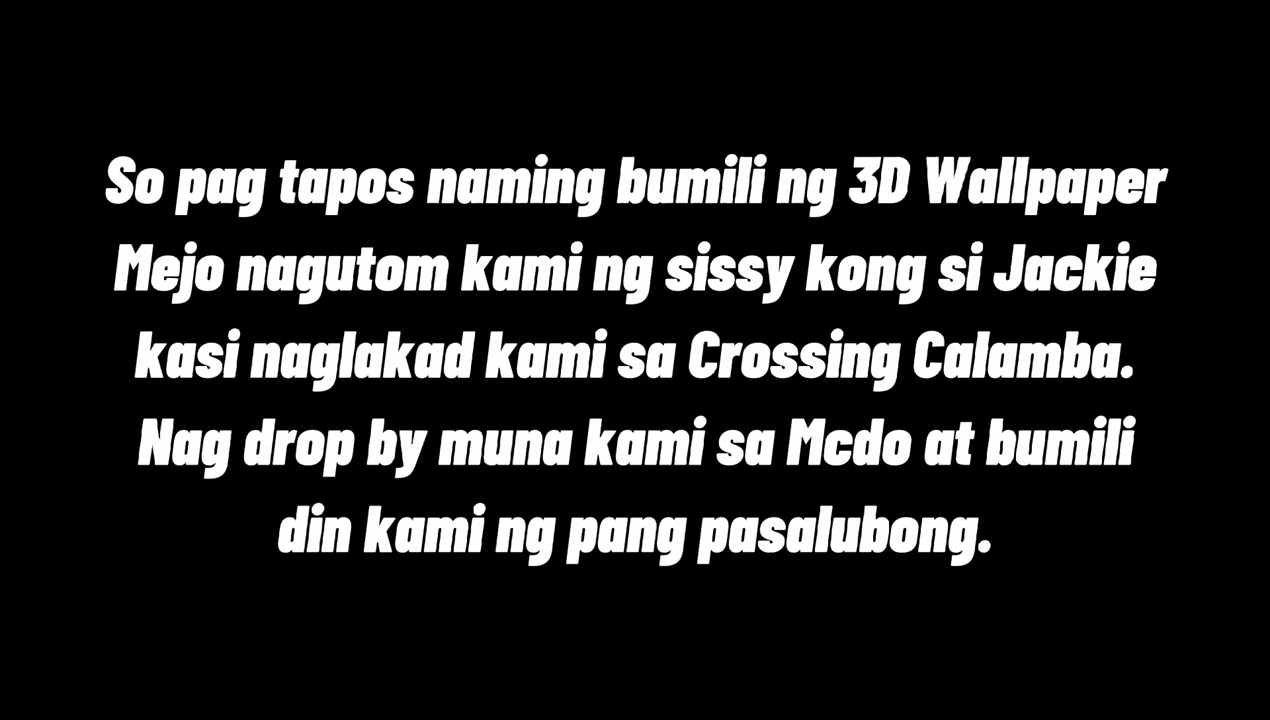 So pag tapos naming bumili ng 3D Wallpaper
Mejo nagutom kami ng sissy kong si Jackie
kasi naglakad kami sa Crossing Calamba.
Nag drop by muna kami sa Mcdo at bumili
din kami ng pang pasalubong.